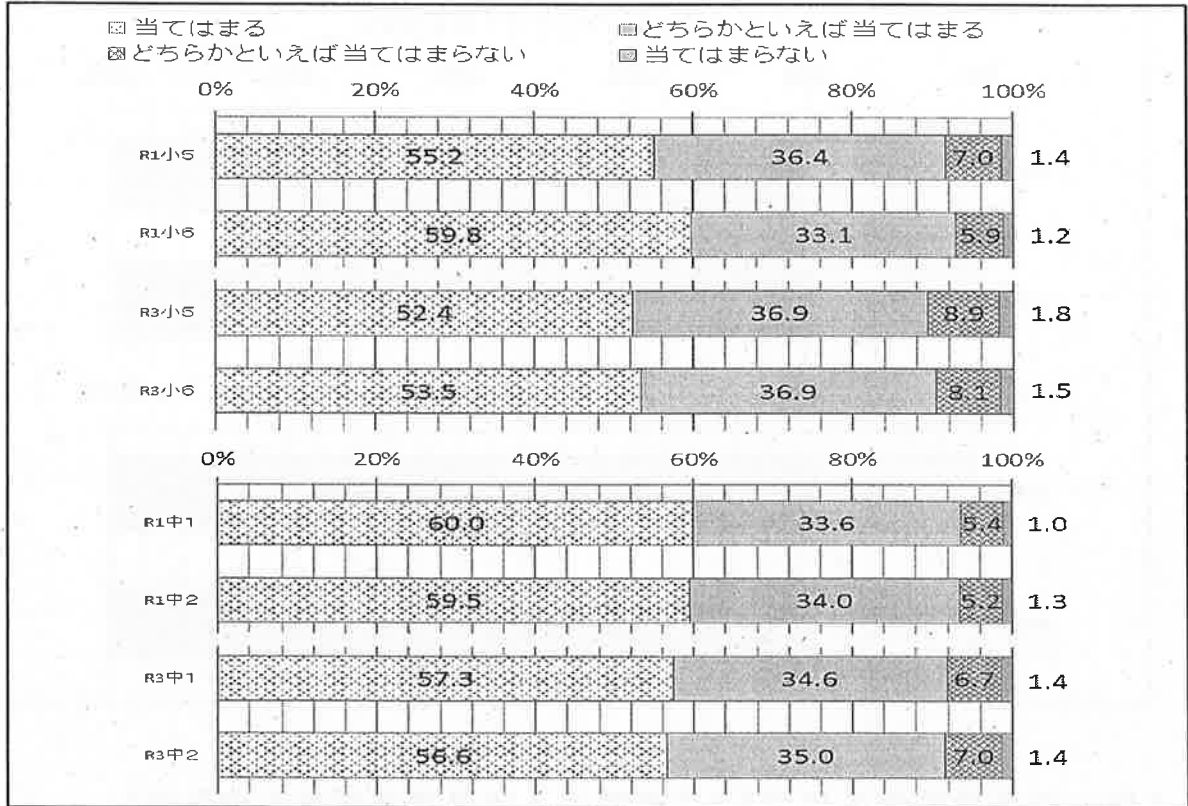 当てはまる どちらかといえば当てはまる
どちらかといえば当てはまらない 当てはまらない
0% 20% 40% 60% 80% 100%
R1小5 55.2 36.4 7.0 1.4
R1小6 59.8 33.1 5.9 1.2
R3小5 52.4 36.9 8.9 1.8
R3小6 53.5 36.9 8.1 1.5
0% 20% 40% 60% 80% 100%
R1中1 60.0 33.6 5.4 1.0
R1中2 59.5 34.0 5.2 1.3
R3中1 57.3 34.6 6.7 1.4
R3中2 56.6 35.0 7.0 1.4